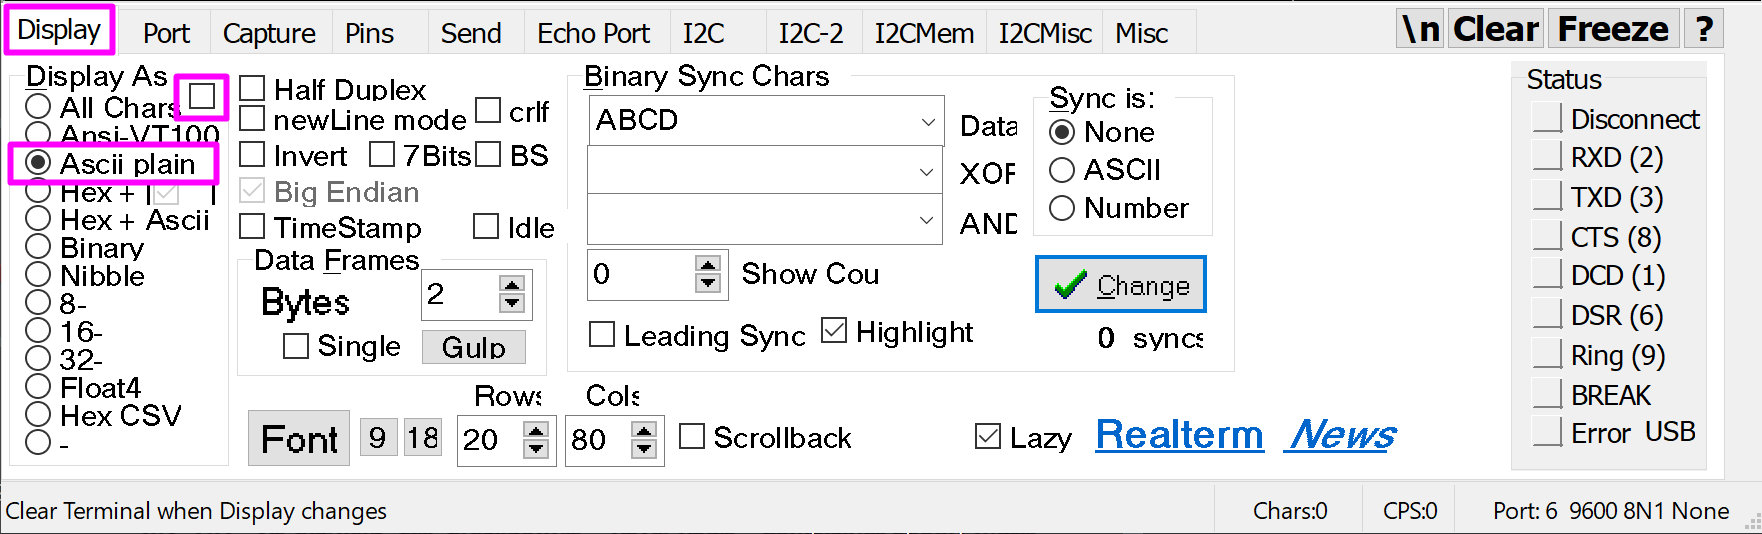 Display Port Capture Pins Send Echo Port I2C I2C-2 I2CMem I2CMisc Misc \n Clear Freeze ?
Display As
All Chars
Ansi-VT100
Ascii plain
Hex +
Hex + Ascii
Binary
Nibble
8-
16-
32-
Float4
Hex CSV
-
Half Duplex
newLine mode crlf
Invert 7Bits BS
Big Endian
TimeStamp Idle
Data Frames
Bytes 2
Single Gulp
Binary Sync Chars
ABCD Data
XOR
AND
0 Show Cou
Leading Sync Highlight
Sync is:
None
ASCII
Number
Change
0 syncs
Rows Cols
Font 9 18 20 80 Scrollback Lazy Realterm News
Status
Disconnect
RXD (2)
TXD (3)
CTS (8)
DCD (1)
DSR (6)
Ring (9)
BREAK
Error USB
Clear Terminal when Display changes Chars:0 CPS:0 Port: 6 9600 8N1 None